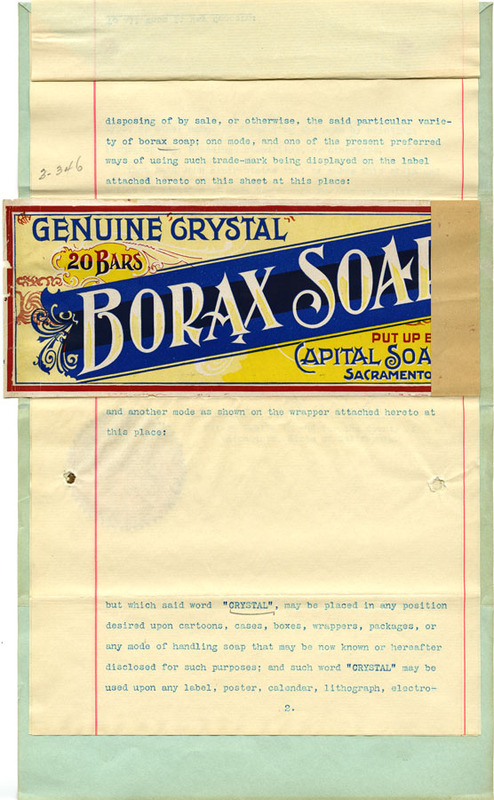 disposing of by sale, or otherwise, the said particular varie-
ty of borax soap; one mode, and one of the present preferred
ways of using such trade-mark being displayed on the label
attached hereto on this sheet at this place:
2-346
GENUINE "CRYSTAL"
20 BARS
BORAX SOAP
PUT UP B
CAPITAL SOA
SACRAMENTO
and another mode as shown on the wrapper attached hereto at
this place:
but which said word "CRYSTAL", may be placed in any position
desired upon cartoons, cases, boxes, wrappers, packages, or
any mode of handling soap that may be now known or hereafter
disclosed for such purposes; and such word "CRYSTAL" may be
used upon any label, poster, calendar, lithograph, electro-
2.